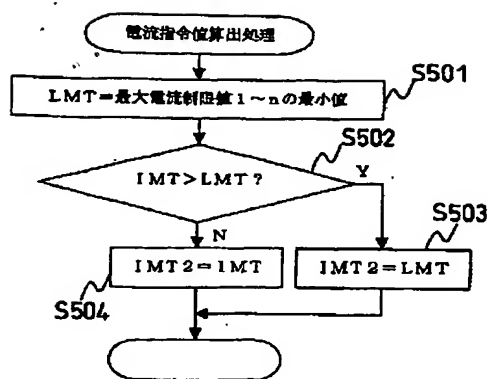 電流指令値算出処理
S501
LMT=最大電流制限値1~nの最小値
S502
IMT>LMT?
Y
N
S503
IMT2=IMT
IMT2=LMT
S504